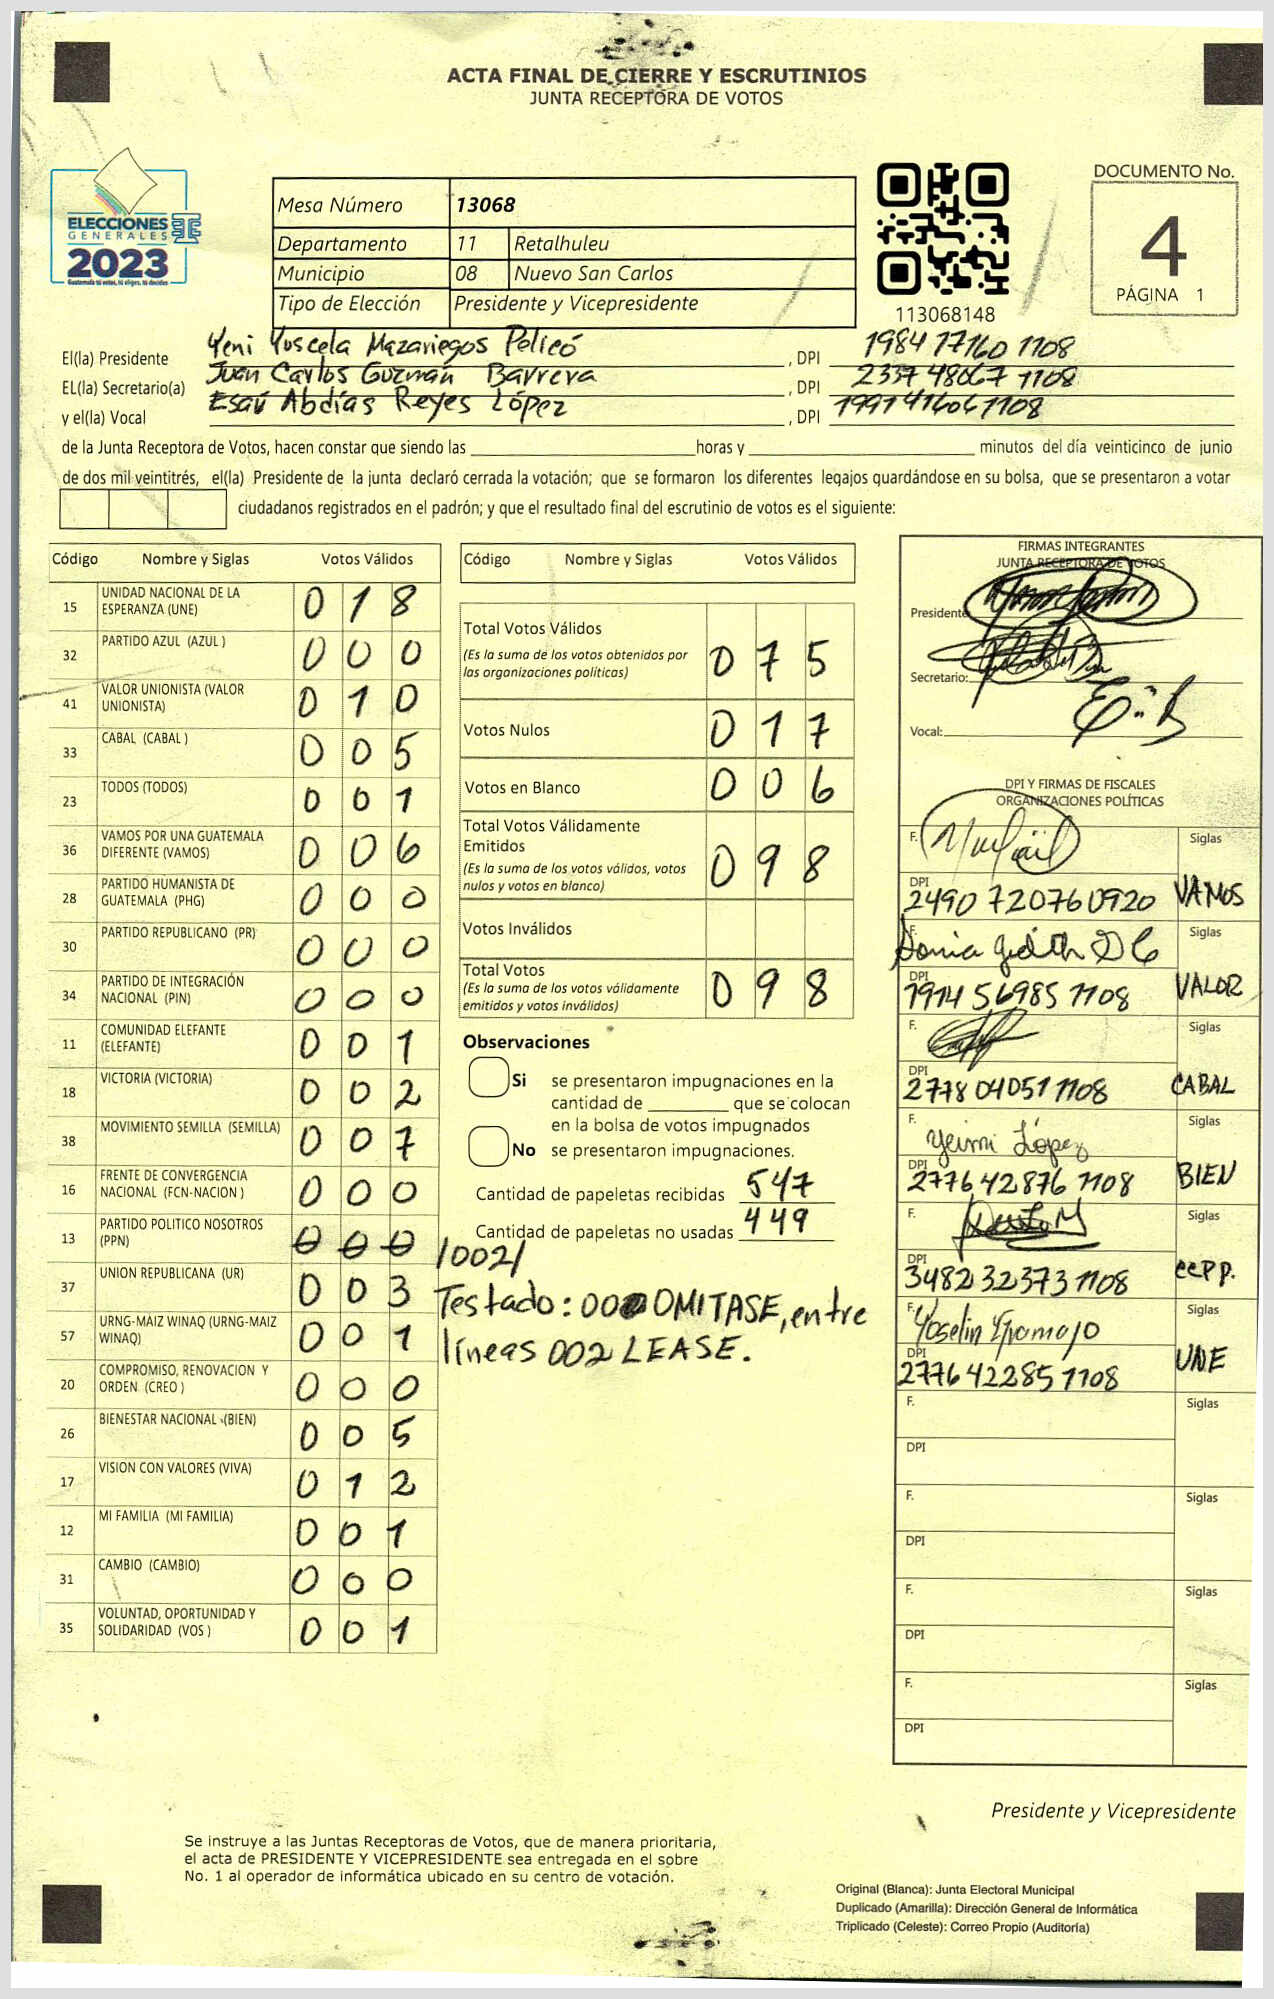 ACTA FINAL DE CIERRE Y ESCRUTINIOS
JUNTA RECEPTORA DE VOTOS
ELECCIONES
GENERALES
2023
Guatemala tú votas, tú eliges, tú decides
Mesa Número 13068
Departamento 11 Retalhuleu
Municipio 08 Nuevo San Carlos
Tipo de Elección Presidente y Vicepresidente
113068148
DOCUMENTO No.
4
PÁGINA 1
El(la) Presidente Yeni Yuscela Mazariegos Policó, DPI 1984 77160 1108
EL(la) Secretario(a) Juan Carlos Guzmán Barrera, DPI 2337 48067 1108
y el(la) Vocal Esaú Abdías Reyes López, DPI 1991 41606 1108
de la Junta Receptora de Votos, hacen constar que siendo las ____ horas y ____ minutos del día veinticinco de junio
de dos mil veintitrés, el(la) Presidente de la junta declaró cerrada la votación; que se formaron los diferentes legajos guardándose en su bolsa, que se presentaron a votar
ciudadanos registrados en el padrón; y que el resultado final del escrutinio de votos es el siguiente:
Código Nombre y Siglas Votos Válidos
15 UNIDAD NACIONAL DE LA ESPERANZA (UNE) 0 1 8
32 PARTIDO AZUL (AZUL ) 0 0 0
41 VALOR UNIONISTA (VALOR UNIONISTA) 0 1 0
33 CABAL (CABAL ) 0 0 5
23 TODOS (TODOS) 0 0 1
36 VAMOS POR UNA GUATEMALA DIFERENTE (VAMOS) 0 0 6
28 PARTIDO HUMANISTA DE GUATEMALA (PHG) 0 0 0
30 PARTIDO REPUBLICANO (PR) 0 0 0
34 PARTIDO DE INTEGRACIÓN NACIONAL (PIN) 0 0 0
11 COMUNIDAD ELEFANTE (ELEFANTE) 0 0 1
18 VICTORIA (VICTORIA) 0 0 2
38 MOVIMIENTO SEMILLA (SEMILLA) 0 0 7
16 FRENTE DE CONVERGENCIA NACIONAL (FCN-NACION ) 0 0 0
13 PARTIDO POLITICO NOSOTROS (PPN) 0 0 0 /002/
37 UNION REPUBLICANA (UR) 0 0 3
57 URNG-MAIZ WINAQ (URNG-MAIZ WINAQ) 0 0 1
20 COMPROMISO, RENOVACION Y ORDEN (CREO ) 0 0 0
26 BIENESTAR NACIONAL (BIEN) 0 0 5
17 VISION CON VALORES (VIVA) 0 1 2
12 MI FAMILIA (MI FAMILIA) 0 0 1
31 CAMBIO (CAMBIO) 0 0 0
35 VOLUNTAD, OPORTUNIDAD Y SOLIDARIDAD (VOS ) 0 0 1
Código Nombre y Siglas Votos Válidos
Total Votos Válidos 0 7 5
(Es la suma de los votos obtenidos por
las organizaciones politicas)
Votos Nulos 0 1 7
Votos en Blanco 0 0 6
Total Votos Válidamente
Emitidos 0 9 8
(Es la suma de los votos válidos, votos
nulos y votos en blanco)
Votos Inválidos
Total Votos 0 9 8
(Es la suma de los votos válidamente
emitidos y votos inválidos)
Observaciones
Si se presentaron impugnaciones en la
cantidad de ____ que se colocan
en la bolsa de votos impugnados
No se presentaron impugnaciones.
Cantidad de papeletas recibidas 547
Cantidad de papeletas no usadas 449
Testado: 000 OMITASE, entre
líneas 002 LEASE.
FIRMAS INTEGRANTES
JUNTA RECEPTORA DE VOTOS
Presidente:
Secretario:
Vocal:
DPI Y FIRMAS DE FISCALES
ORGANIZACIONES POLÍTICAS
F. Siglas
DPI 2490 72076 0920 VAMOS
F. Sonia Judith Siglas
DPI 1914 56985 1108 VALOR
F. Siglas
DPI 2778 04051 1108 CABAL
F. Yeimi López Siglas
DPI 2776 42876 1108 BIEN
F. Siglas
DPI 3482 32373 1108 CCPP.
F. Yoselin Siglas
DPI 2776 42285 1108 UNE
F. Siglas
DPI
F. Siglas
DPI
F. Siglas
DPI
F. Siglas
DPI
Presidente y Vicepresidente
Se instruye a las Juntas Receptoras de Votos, que de manera prioritaria,
el acta de PRESIDENTE Y VICEPRESIDENTE sea entregada en el sobre
No. 1 al operador de informática ubicado en su centro de votación.
Original (Blanca): Junta Electoral Municipal
Duplicado (Amarilla): Dirección General de Informática
Triplicado (Celeste): Correo Propio (Auditoría)